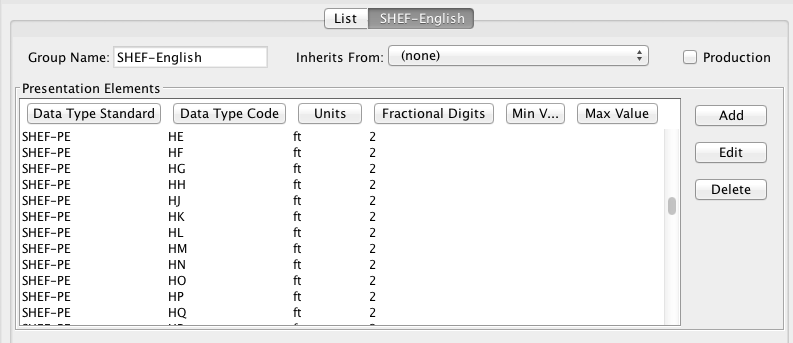 List SHEF-English
Group Name: SHEF-English Inherits From: (none) Production
Presentation Elements
Data Type Standard Data Type Code Units Fractional Digits Min V... Max Value
SHEF-PE HE ft 2
SHEF-PE HF ft 2
SHEF-PE HG ft 2
SHEF-PE HH ft 2
SHEF-PE HJ ft 2
SHEF-PE HK ft 2
SHEF-PE HL ft 2
SHEF-PE HM ft 2
SHEF-PE HN ft 2
SHEF-PE HO ft 2
SHEF-PE HP ft 2
SHEF-PE HQ ft 2
Add
Edit
Delete